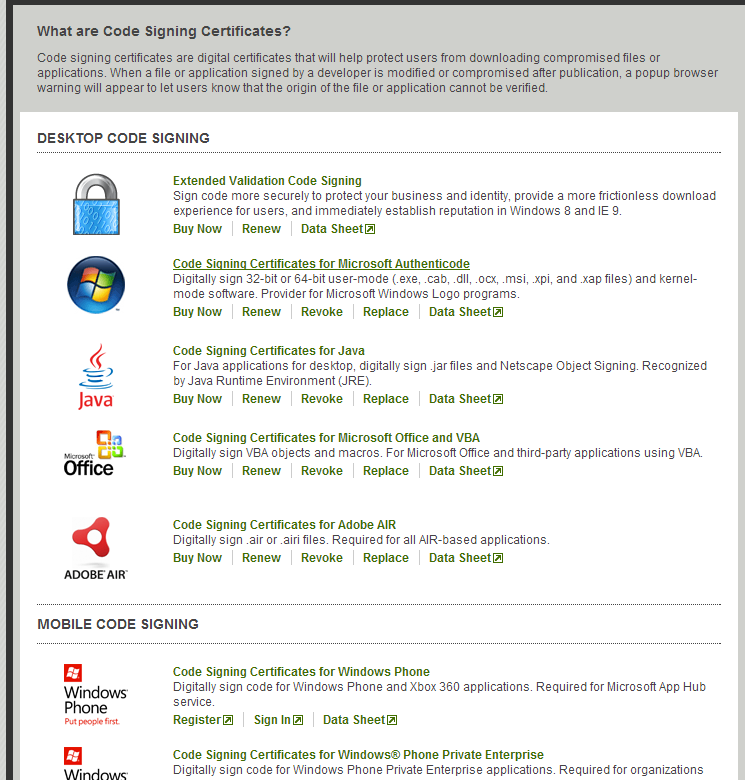 What are Code Signing Certificates?
Code signing certificates are digital certificates that will help protect users from downloading compromised files or
applications. When a file or application signed by a developer is modified or compromised after publication, a popup browser
warning will appear to let users know that the origin of the file or application cannot be verified.
DESKTOP CODE SIGNING
Extended Validation Code Signing
Sign code more securely to protect your business and identity, provide a more frictionless download
experience for users, and immediately establish reputation in Windows 8 and IE 9.
Buy Now Renew Data Sheet
Code Signing Certificates for Microsoft Authenticode
Digitally sign 32-bit or 64-bit user-mode (.exe, .cab, .dll, .ocx, .msi, .xpi, and .xap files) and kernel-
mode software. Provider for Microsoft Windows Logo programs.
Buy Now Renew Revoke Replace Data Sheet
Java
Code Signing Certificates for Java
For Java applications for desktop, digitally sign .jar files and Netscape Object Signing. Recognized
by Java Runtime Environment (JRE).
Buy Now Renew Revoke Replace Data Sheet
Microsoft
Office
Code Signing Certificates for Microsoft Office and VBA
Digitally sign VBA objects and macros. For Microsoft Office and third-party applications using VBA.
Buy Now Renew Revoke Replace Data Sheet
ADOBE AIR
Code Signing Certificates for Adobe AIR
Digitally sign .air or .airi files. Required for all AIR-based applications.
Buy Now Renew Revoke Replace Data Sheet
MOBILE CODE SIGNING
Windows
Phone
Put people first.
Code Signing Certificates for Windows Phone
Digitally sign code for Windows Phone and Xbox 360 applications. Required for Microsoft App Hub
service.
Register Sign In Data Sheet
Windows
Code Signing Certificates for Windows® Phone Private Enterprise
Digitally sign code for Windows Phone Private Enterprise applications. Required for organizations